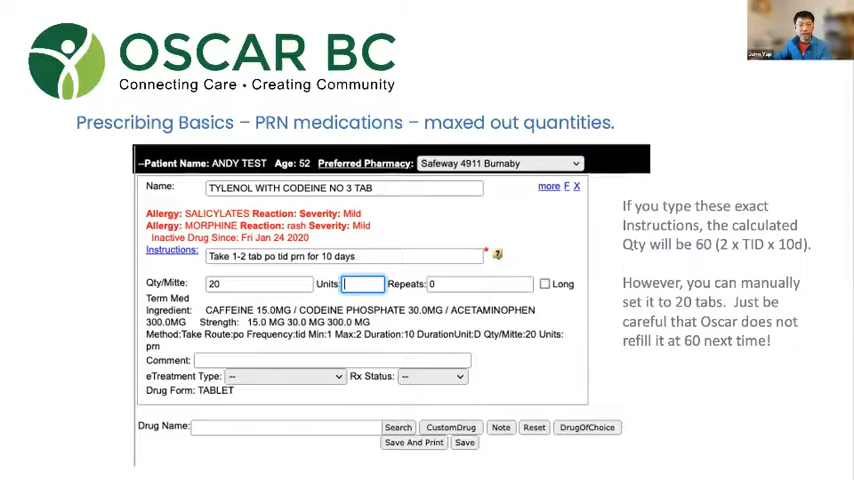 OSCAR BC
Connecting Care • Creating Community
John Yap
Prescribing Basics – PRN medications – maxed out quantities.
--Patient Name: ANDY TEST Age: 52 Preferred Pharmacy: Safeway 4911 Burnaby
Name: TYLENOL WITH CODEINE NO 3 TAB more F X
Allergy: SALICYLATES Reaction: Severity: Mild
Allergy: MORPHINE Reaction: rash Severity: Mild
Inactive Drug Since: Fri Jan 24 2020
Instructions: Take 1-2 tab po tid prn for 10 days * ?
Qty/Mitte: 20 Units: Repeats: 0 Long
Term Med
Ingredient: CAFFEINE 15.0MG / CODEINE PHOSPHATE 30.0MG / ACETAMINOPHEN
300.0MG Strength: 15.0 MG 30.0 MG 300.0 MG
Method:Take Route:po Frequency:tid Min:1 Max:2 Duration:10 DurationUnit:D Qty/Mitte:20 Units:
prn
Comment:
eTreatment Type: -- Rx Status: --
Drug Form: TABLET
Drug Name: Search CustomDrug Note Reset DrugOfChoice
Save And Print Save
If you type these exact
Instructions, the calculated
Qty will be 60 (2 x TID x 10d).
However, you can manually
set it to 20 tabs. Just be
careful that Oscar does not
refill it at 60 next time!